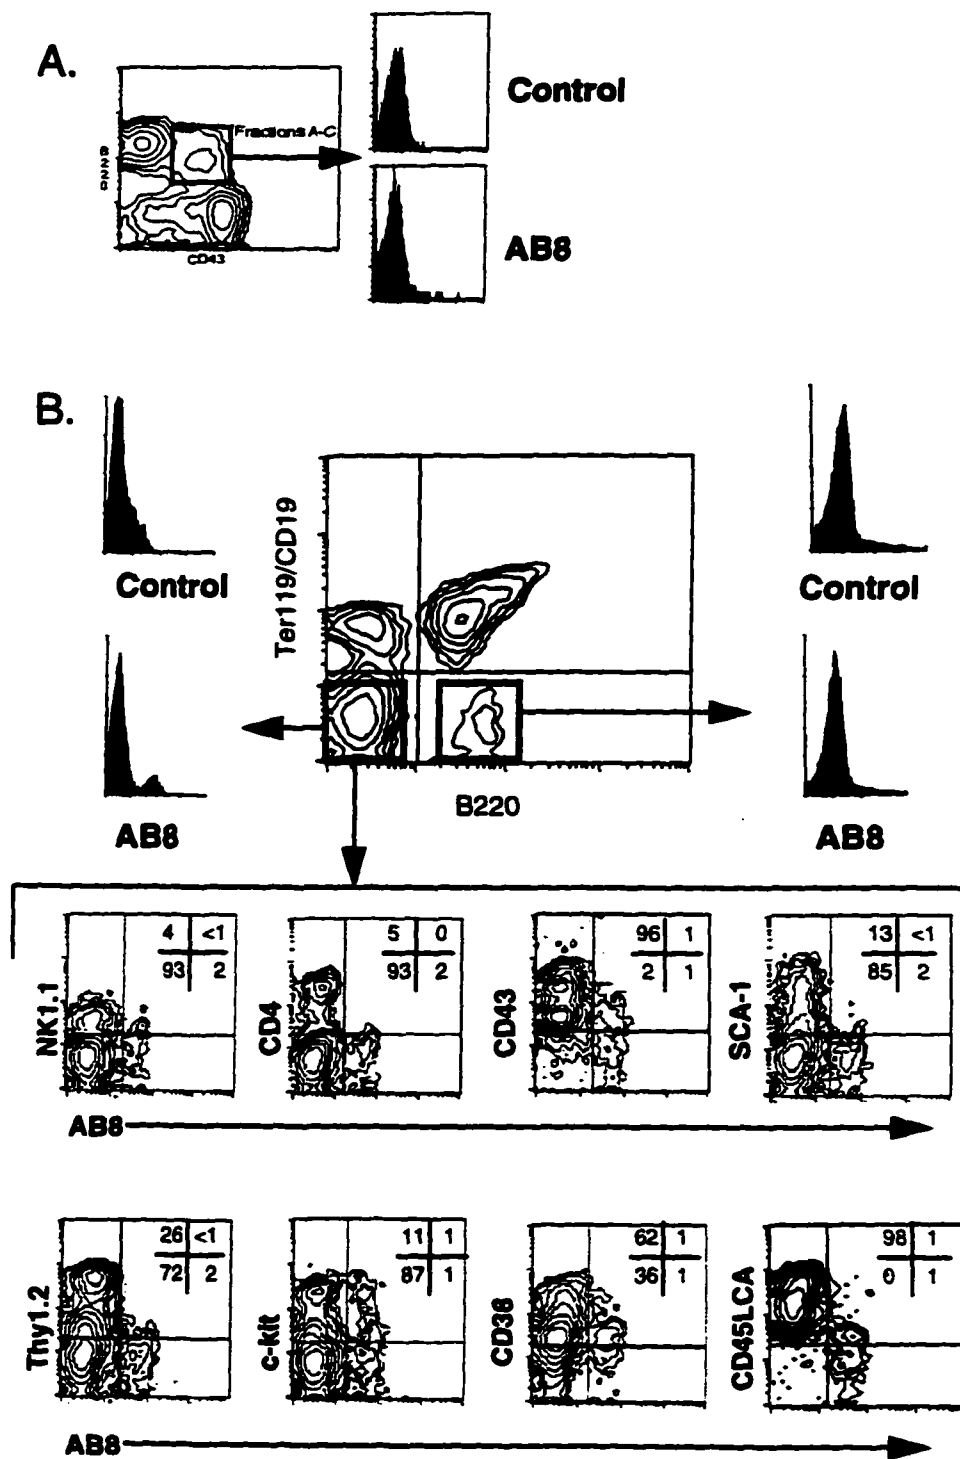 A.
Control
Fractions A-C
B220
CD43
AB8
B.
Control
Ter119/CD19
Control
AB8
B220
AB8
NK1.1
4 <1
93 2
CD4
5 0
93 2
CD43
96 1
2 1
SCA-1
13 <1
85 2
AB8
Thy1.2
26 <1
72 2
c-kit
11 1
87 1
CD38
62 1
36 1
CD45LCA
98 1
0 1
AB8